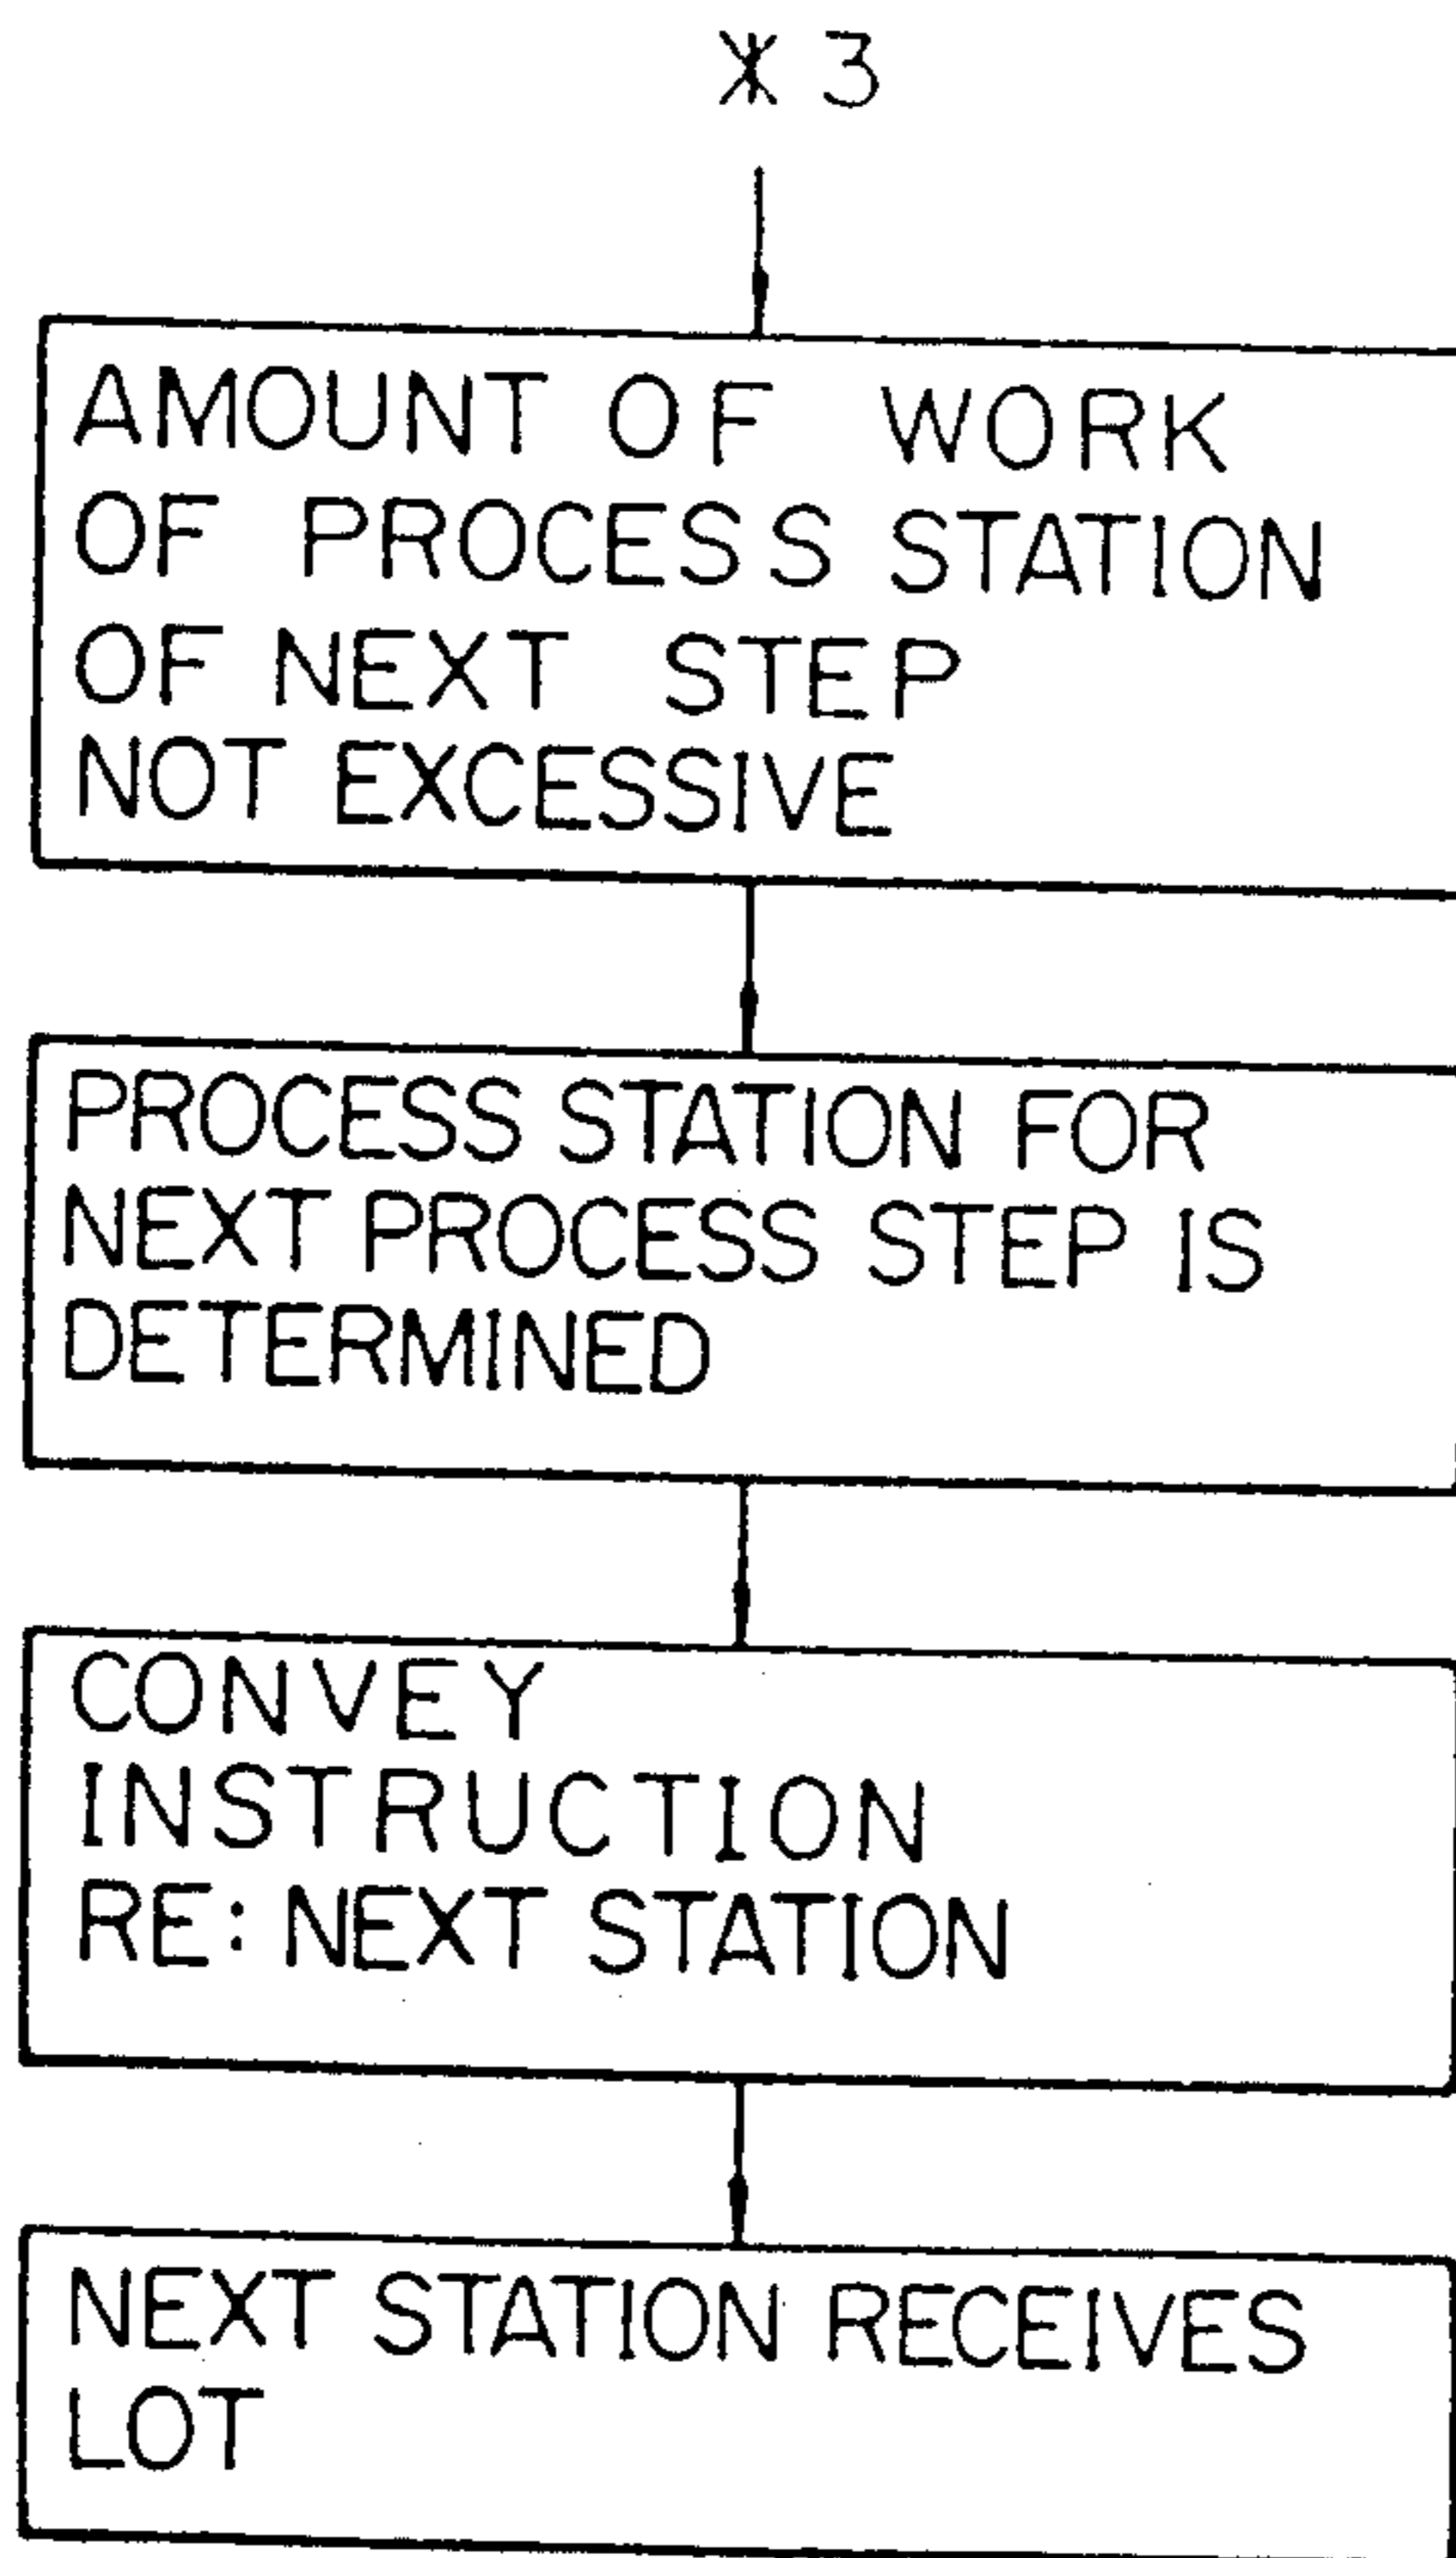 * 3
AMOUNT OF WORK
OF PROCESS STATION
OF NEXT STEP
NOT EXCESSIVE
PROCESS STATION FOR
NEXT PROCESS STEP IS
DETERMINED
CONVEY
INSTRUCTION
RE: NEXT STATION
NEXT STATION RECEIVES
LOT